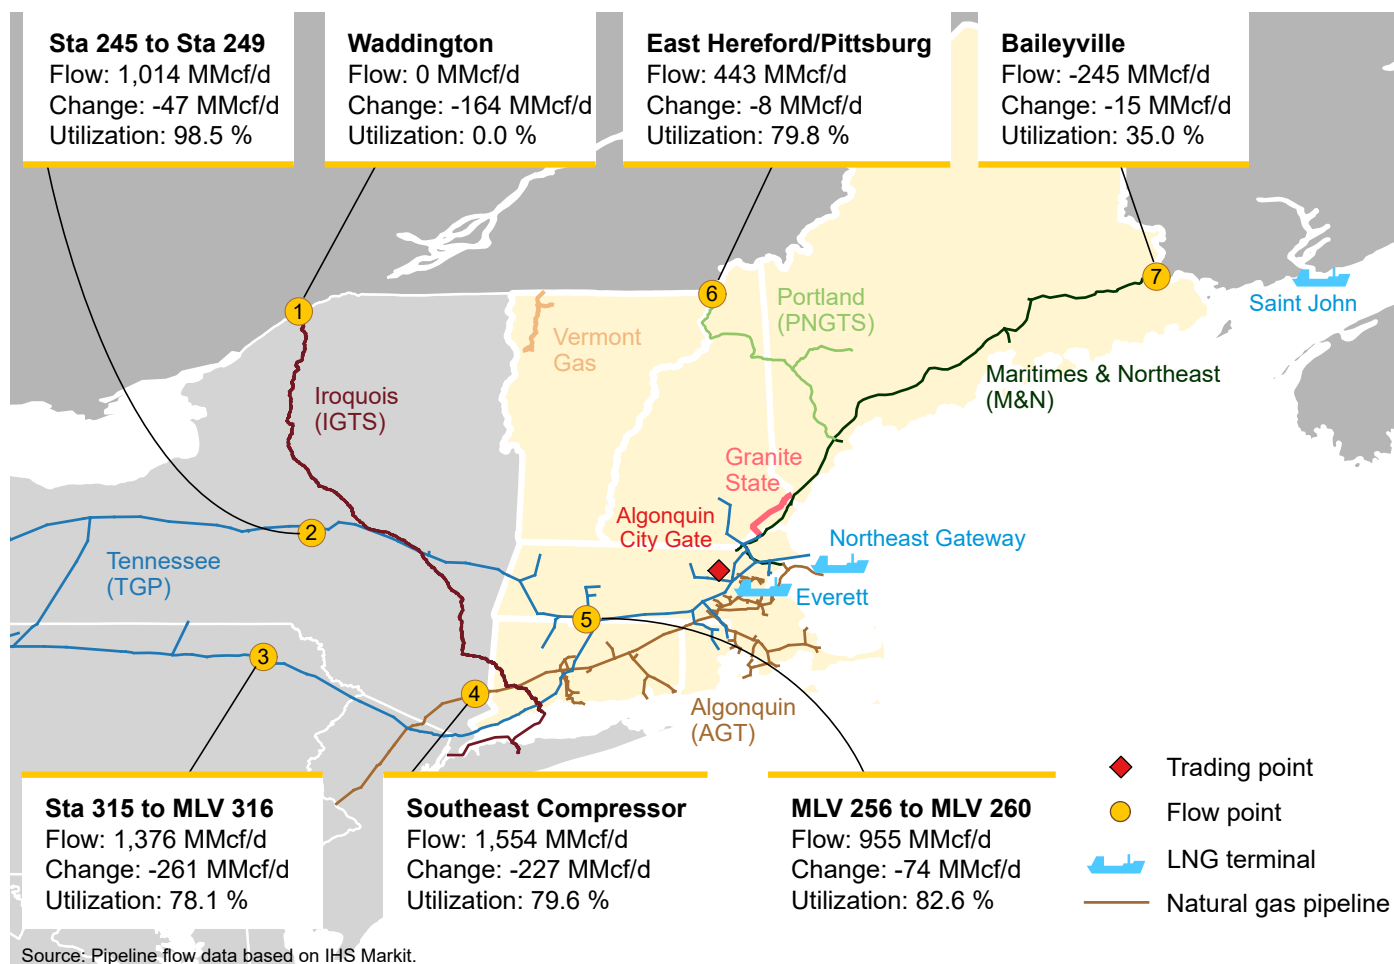 Sta 245 to Sta 249
Flow: 1,014 MMcf/d
Change: -47 MMcf/d
Utilization: 98.5 %
Waddington
Flow: 0 MMcf/d
Change: -164 MMcf/d
Utilization: 0.0 %
East Hereford/Pittsburg
Flow: 443 MMcf/d
Change: -8 MMcf/d
Utilization: 79.8 %
Baileyville
Flow: -245 MMcf/d
Change: -15 MMcf/d
Utilization: 35.0 %
1
6
7
Saint John
Portland
(PNGTS)
Vermont
Gas
Maritimes & Northeast
(M&N)
Iroquois
(IGTS)
Granite
State
Algonquin
City Gate
2
Northeast Gateway
Tennessee
(TGP)
Everett
5
3
4
Algonquin
(AGT)
Sta 315 to MLV 316
Flow: 1,376 MMcf/d
Change: -261 MMcf/d
Utilization: 78.1 %
Southeast Compressor
Flow: 1,554 MMcf/d
Change: -227 MMcf/d
Utilization: 79.6 %
MLV 256 to MLV 260
Flow: 955 MMcf/d
Change: -74 MMcf/d
Utilization: 82.6 %
Trading point
Flow point
LNG terminal
Natural gas pipeline
Source: Pipeline flow data based on IHS Markit.